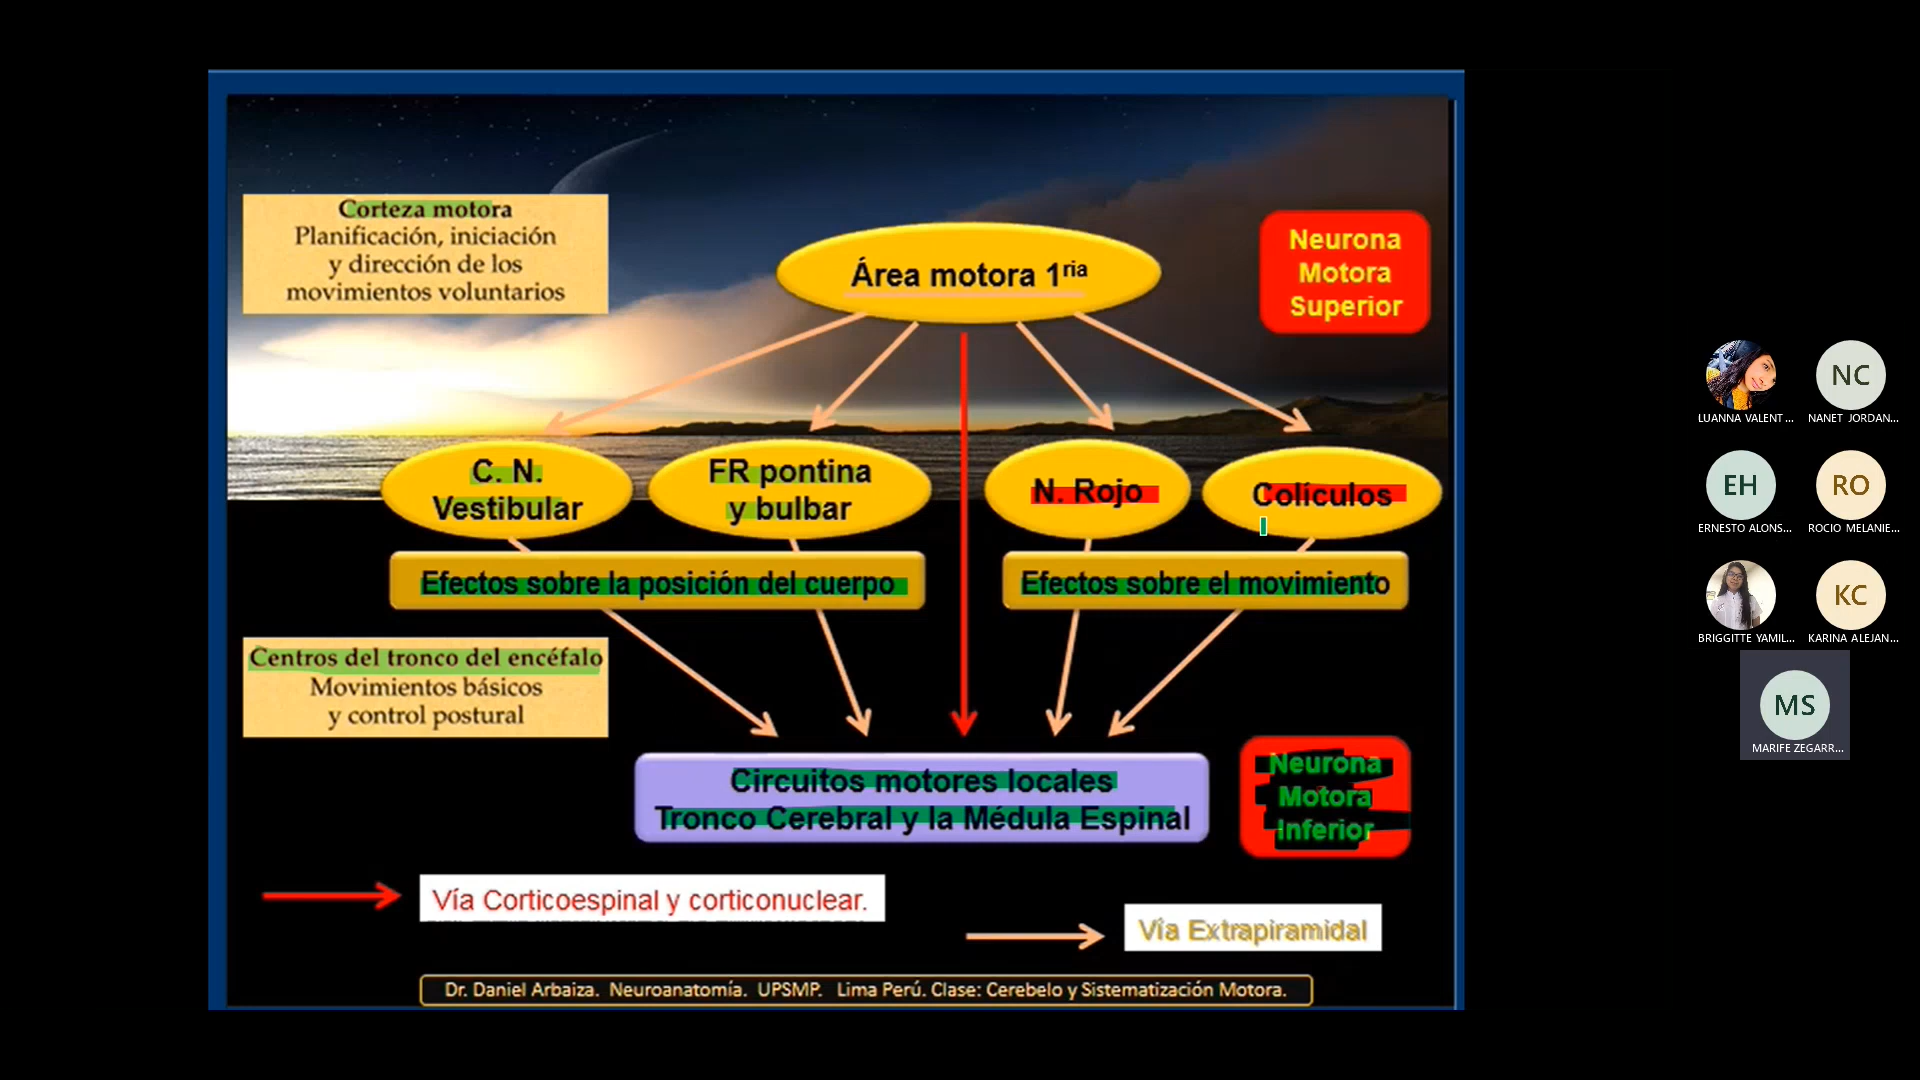 Corteza motora
Planificación, iniciación
y dirección de los
movimientos voluntarios
Área motora 1ria
Neurona
Motora
Superior
C. N.
Vestibular
FR pontina
y bulbar
N. Rojo
Colículos
Efectos sobre la posición del cuerpo
Efectos sobre el movimiento
Centros del tronco del encéfalo
Movimientos básicos
y control postural
Circuitos motores locales
Tronco Cerebral y la Médula Espinal
Neurona
Motora
Inferior
Vía Corticoespinal y corticonuclear.
Vía Extrapiramidal
Dr. Daniel Arbaiza. Neuroanatomía. UPSMP. Lima Perú. Clase: Cerebelo y Sistematización Motora.
LUANNA VALENT...
NC
NANET JORDAN...
EH
ERNESTO ALONS...
RO
ROCIO MELANIE...
BRIGGITTE YAMIL...
KC
KARINA ALEJAN...
MS
MARIFE ZEGARR...